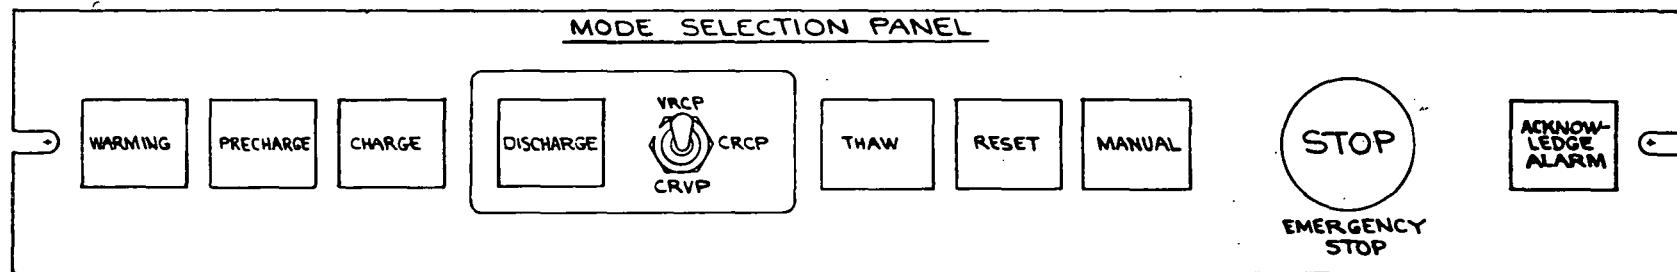 MODE SELECTION PANEL
WARMING
PRECHARGE
CHARGE
DISCHARGE
VRCP
CRCP
CRVP
THAW
RESET
MANUAL
STOP
EMERGENCY
STOP
ACKNOW-
LEDGE
ALARM